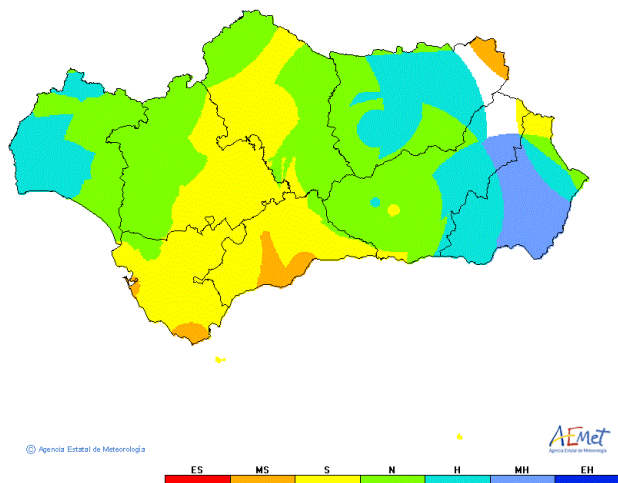 © Agencia Estatal de Meteorología
AEMet
Agencia Estatal de Meteorología
ES MS S N H MH EH